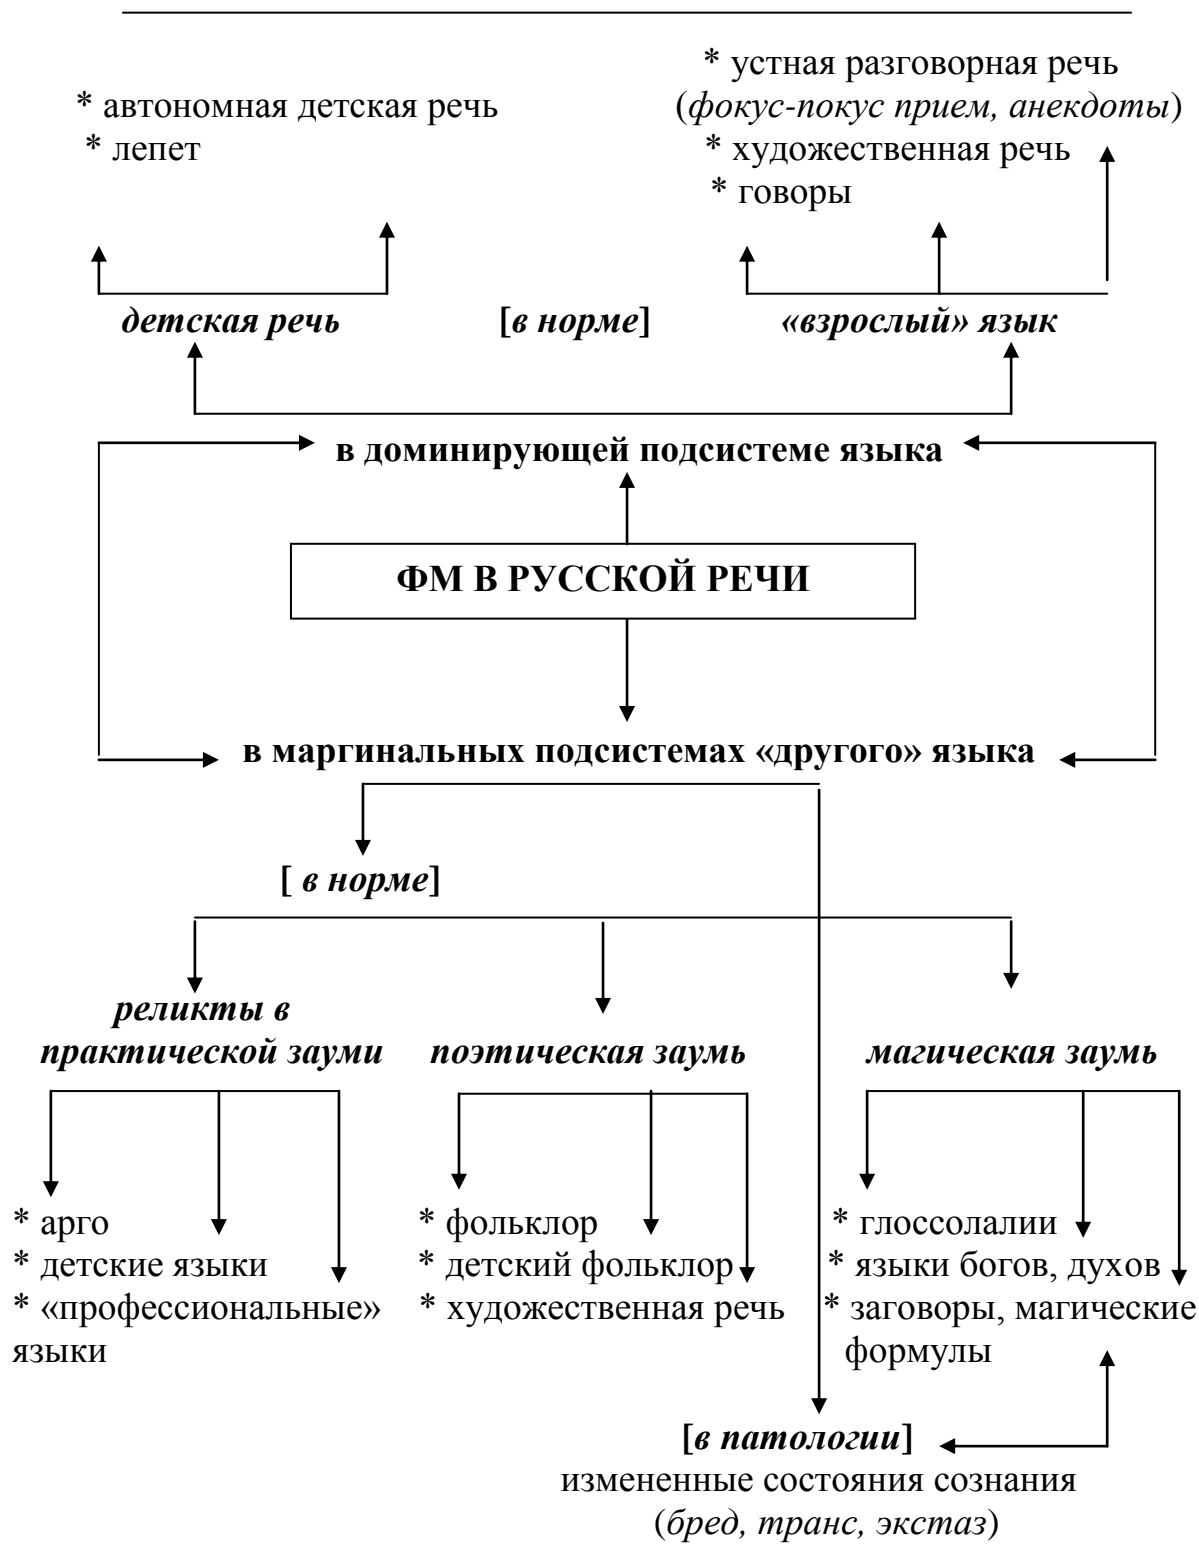 * автономная детская речь
* лепет
* устная разговорная речь
(фокус-покус прием, анекдоты)
* художественная речь
* говоры
детская речь
[в норме]
«взрослый» язык
в доминирующей подсистеме языка
ФМ В РУССКОЙ РЕЧИ
в маргинальных подсистемах «другого» языка
[ в норме]
реликты в
практической зауми
поэтическая заумь
магическая заумь
* арго
* детские языки
* «профессиональные»
языки
* фольклор
* детский фольклор
* художественная речь
* глоссолалии
* языки богов, духов
* заговоры, магические
формулы
[в патологии]
измененные состояния сознания
(бред, транс, экстаз)